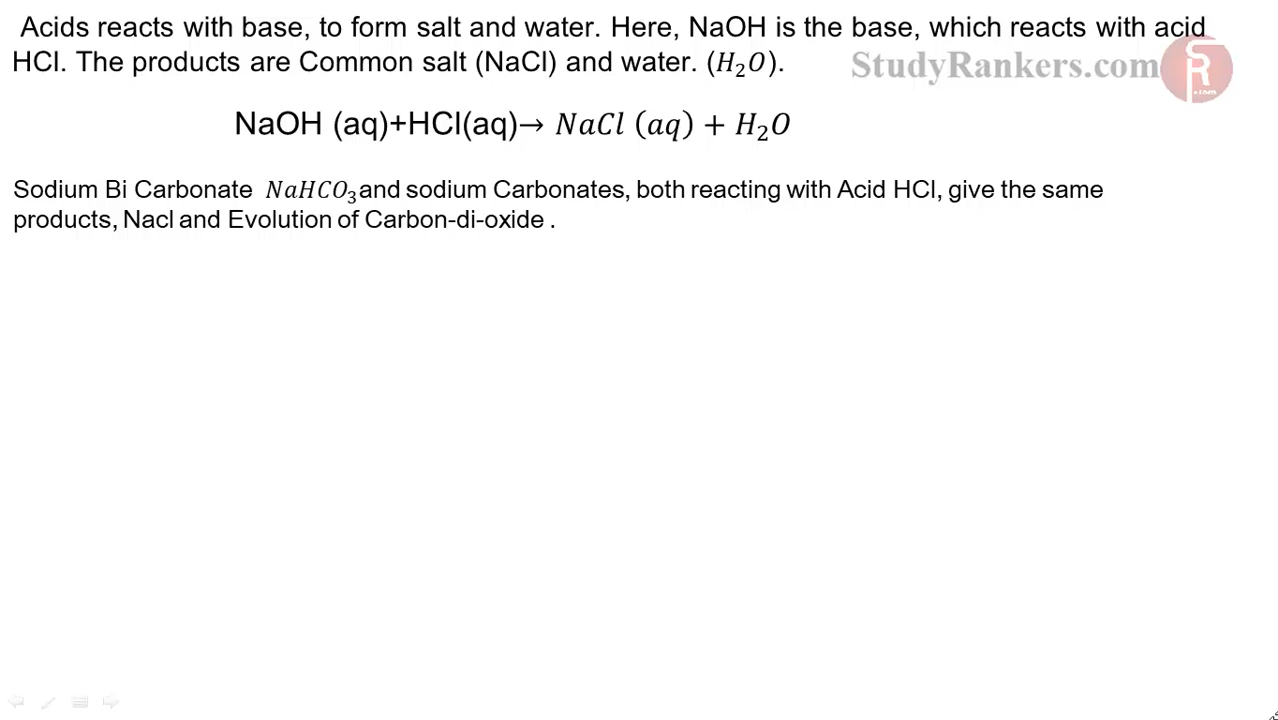 Acids reacts with base, to form salt and water. Here, NaOH is the base, which reacts with acid
HCl. The products are Common salt (NaCl) and water. (H₂O).
StudyRankers.com
R
.com
NaOH (aq)+HCl(aq)→ NaCl (aq) + H₂O
Sodium Bi Carbonate NaHCO₃and sodium Carbonates, both reacting with Acid HCl, give the same
products, Nacl and Evolution of Carbon-di-oxide .